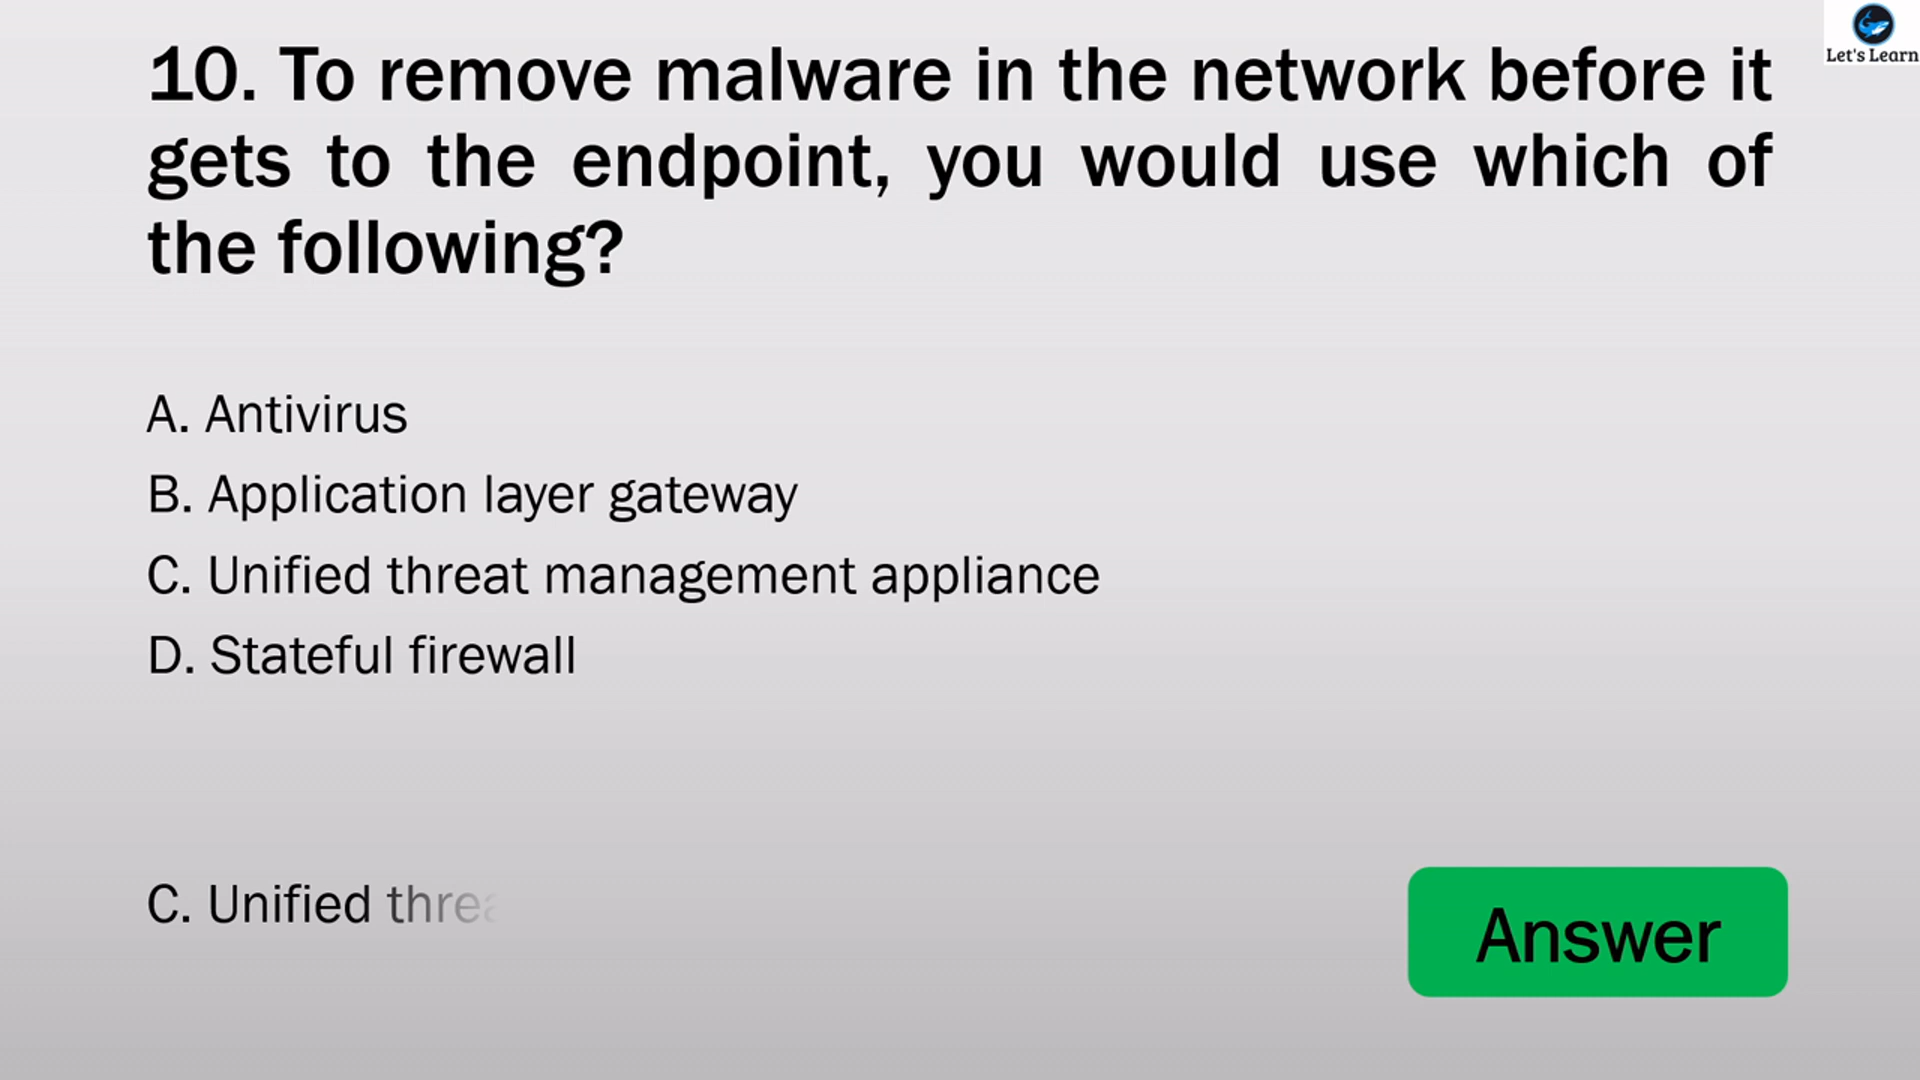 Let's Learn
10. To remove malware in the network before it
gets to the endpoint, you would use which of
the following?
A. Antivirus
B. Application layer gateway
C. Unified threat management appliance
D. Stateful firewall
C. Unified threa
Answer